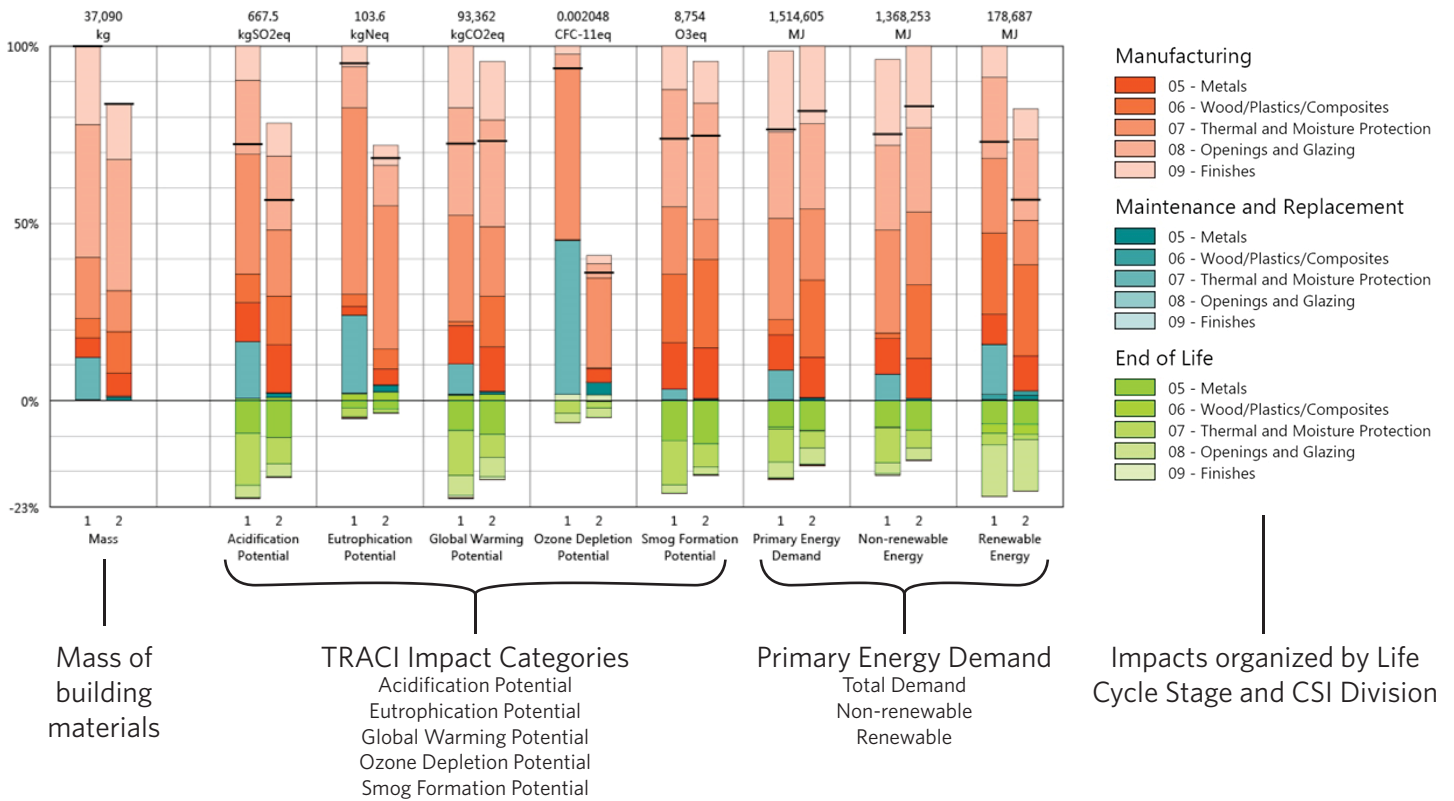 37,090 667.5 103.6 93,362 0.002048 8,754 1,514,605 1,368,253 178,687
kg kgSO2eq kgNeq kgCO2eq CFC-11eq O3eq MJ MJ MJ
100%
50%
0%
-23%
1 2 1 2 1 2 1 2 1 2 1 2 1 2 1 2 1 2
Mass Acidification Eutrophication Global Warming Ozone Depletion Smog Formation Primary Energy Non-renewable Renewable
Potential Potential Potential Potential Potential Demand Energy Energy
Manufacturing
05 - Metals
06 - Wood/Plastics/Composites
07 - Thermal and Moisture Protection
08 - Openings and Glazing
09 - Finishes
Maintenance and Replacement
05 - Metals
06 - Wood/Plastics/Composites
07 - Thermal and Moisture Protection
08 - Openings and Glazing
09 - Finishes
End of Life
05 - Metals
06 - Wood/Plastics/Composites
07 - Thermal and Moisture Protection
08 - Openings and Glazing
09 - Finishes
Mass of
building
materials
TRACI Impact Categories
Acidification Potential
Eutrophication Potential
Global Warming Potential
Ozone Depletion Potential
Smog Formation Potential
Primary Energy Demand
Total Demand
Non-renewable
Renewable
Impacts organized by Life
Cycle Stage and CSI Division